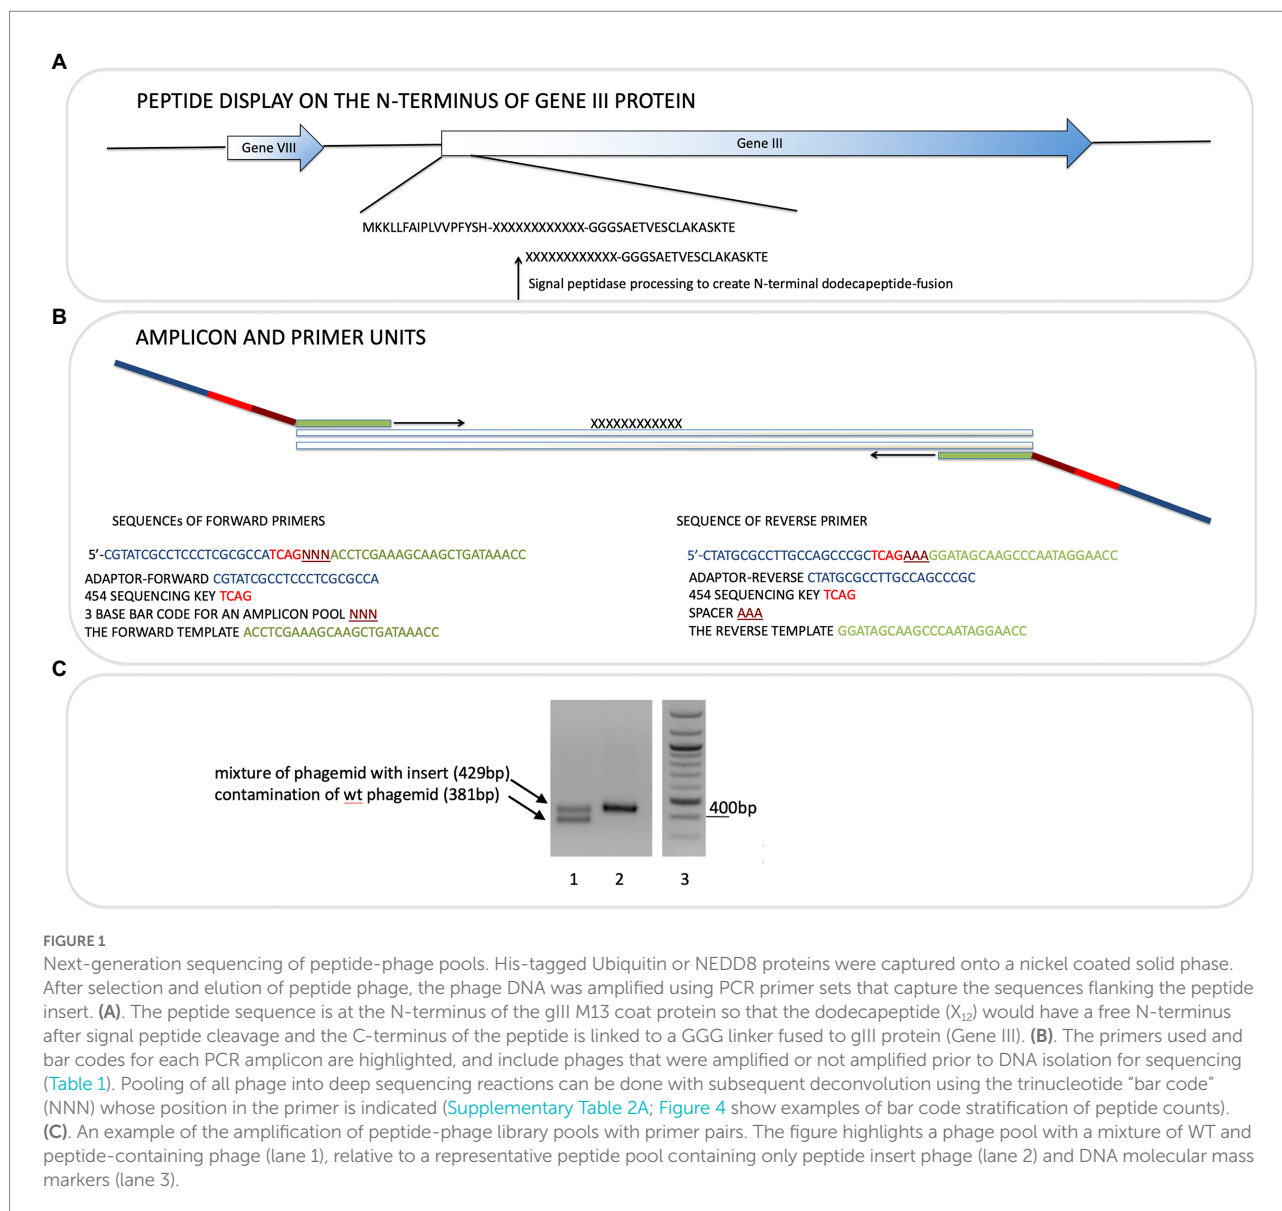 A
PEPTIDE DISPLAY ON THE N-TERMINUS OF GENE III PROTEIN
Gene VIII
Gene III
MKKLLFAIPLVVPFYSH-XXXXXXXXXXXX-GGGSAETVESCLAKASKTE
XXXXXXXXXXXX-GGGSAETVESCLAKASKTE
Signal peptidase processing to create N-terminal dodecapeptide-fusion
B
AMPLICON AND PRIMER UNITS
XXXXXXXXXXXX
SEQUENCEs OF FORWARD PRIMERS
5’-CGTATCGCCTCCCTCGCGCCATCAGNNNACCTCGAAAGCAAGCTGATAAACC
ADAPTOR-FORWARD CGTATCGCCTCCCTCGCGCCA
454 SEQUENCING KEY TCAG
3 BASE BAR CODE FOR AN AMPLICON POOL NNN
THE FORWARD TEMPLATE ACCTCGAAAGCAAGCTGATAAACC
SEQUENCE OF REVERSE PRIMER
5’-CTATGCGCCTTGCCAGCCCGCTCAGAAAGGATAGCAAGCCCAATAGGAACC
ADAPTOR-REVERSE CTATGCGCCTTGCCAGCCCGC
454 SEQUENCING KEY TCAG
SPACER AAA
THE REVERSE TEMPLATE GGATAGCAAGCCCAATAGGAACC
C
mixture of phagemid with insert (429bp)
contamination of wt phagemid (381bp)
400bp
1 2 3
FIGURE 1
Next-generation sequencing of peptide-phage pools. His-tagged Ubiquitin or NEDD8 proteins were captured onto a nickel coated solid phase.
After selection and elution of peptide phage, the phage DNA was amplified using PCR primer sets that capture the sequences flanking the peptide
insert. (A). The peptide sequence is at the N-terminus of the gIII M13 coat protein so that the dodecapeptide (X12) would have a free N-terminus
after signal peptide cleavage and the C-terminus of the peptide is linked to a GGG linker fused to gIII protein (Gene III). (B). The primers used and
bar codes for each PCR amplicon are highlighted, and include phages that were amplified or not amplified prior to DNA isolation for sequencing
(Table 1). Pooling of all phage into deep sequencing reactions can be done with subsequent deconvolution using the trinucleotide “bar code”
(NNN) whose position in the primer is indicated (Supplementary Table 2A; Figure 4 show examples of bar code stratification of peptide counts).
(C). An example of the amplification of peptide-phage library pools with primer pairs. The figure highlights a phage pool with a mixture of WT and
peptide-containing phage (lane 1), relative to a representative peptide pool containing only peptide insert phage (lane 2) and DNA molecular mass
markers (lane 3).